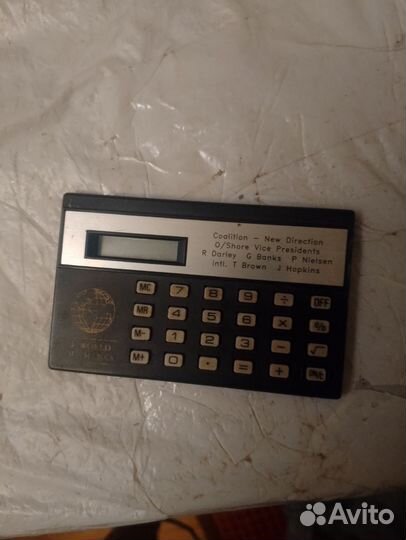 Coalition - New Direction
O/Shore Vice Presidents
R Darley G Banks P Nielsen
Intl. T Brown J Hopkins
MC 7 8 9 ÷ OFF
MR 4 5 6 × %
M- 1 2 3 - √
M+ 0 · = +
WORLD
Avito